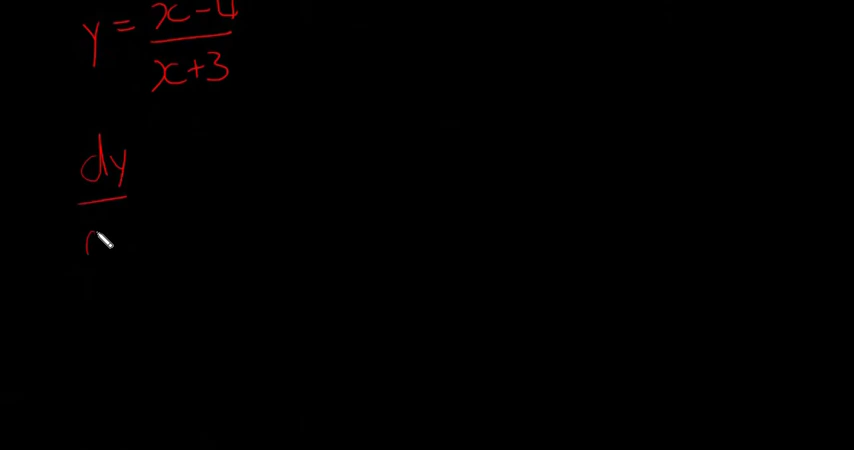 y = x-4
x+3
dy